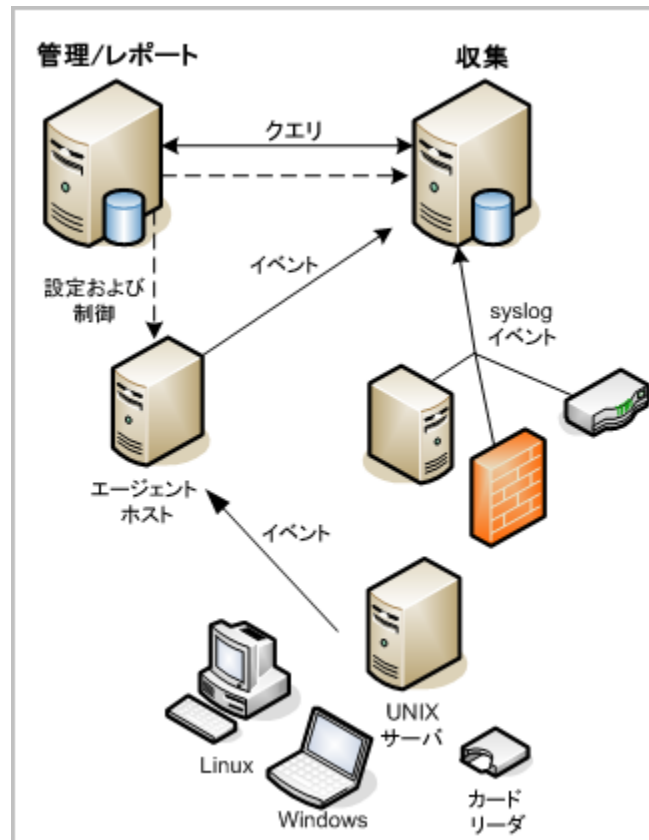 管理/レポート
収集
クエリ
イベント
設定および
制御
syslog
イベント
エージェント
ホスト
イベント
UNIX
サーバ
Linux
Windows
カード
リーダ